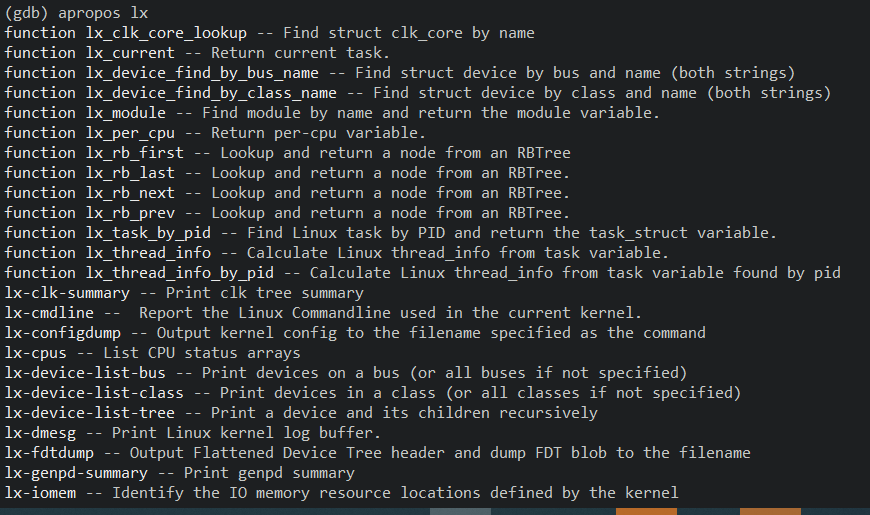 (gdb) apropos lx
function lx_clk_core_lookup -- Find struct clk_core by name
function lx_current -- Return current task.
function lx_device_find_by_bus_name -- Find struct device by bus and name (both strings)
function lx_device_find_by_class_name -- Find struct device by class and name (both strings)
function lx_module -- Find module by name and return the module variable.
function lx_per_cpu -- Return per-cpu variable.
function lx_rb_first -- Lookup and return a node from an RBTree
function lx_rb_last -- Lookup and return a node from an RBTree.
function lx_rb_next -- Lookup and return a node from an RBTree.
function lx_rb_prev -- Lookup and return a node from an RBTree.
function lx_task_by_pid -- Find Linux task by PID and return the task_struct variable.
function lx_thread_info -- Calculate Linux thread_info from task variable.
function lx_thread_info_by_pid -- Calculate Linux thread_info from task variable found by pid
lx-clk-summary -- Print clk tree summary
lx-cmdline --  Report the Linux Commandline used in the current kernel.
lx-configdump -- Output kernel config to the filename specified as the command
lx-cpus -- List CPU status arrays
lx-device-list-bus -- Print devices on a bus (or all buses if not specified)
lx-device-list-class -- Print devices in a class (or all classes if not specified)
lx-device-list-tree -- Print a device and its children recursively
lx-dmesg -- Print Linux kernel log buffer.
lx-fdtdump -- Output Flattened Device Tree header and dump FDT blob to the filename
lx-genpd-summary -- Print genpd summary
lx-iomem -- Identify the IO memory resource locations defined by the kernel